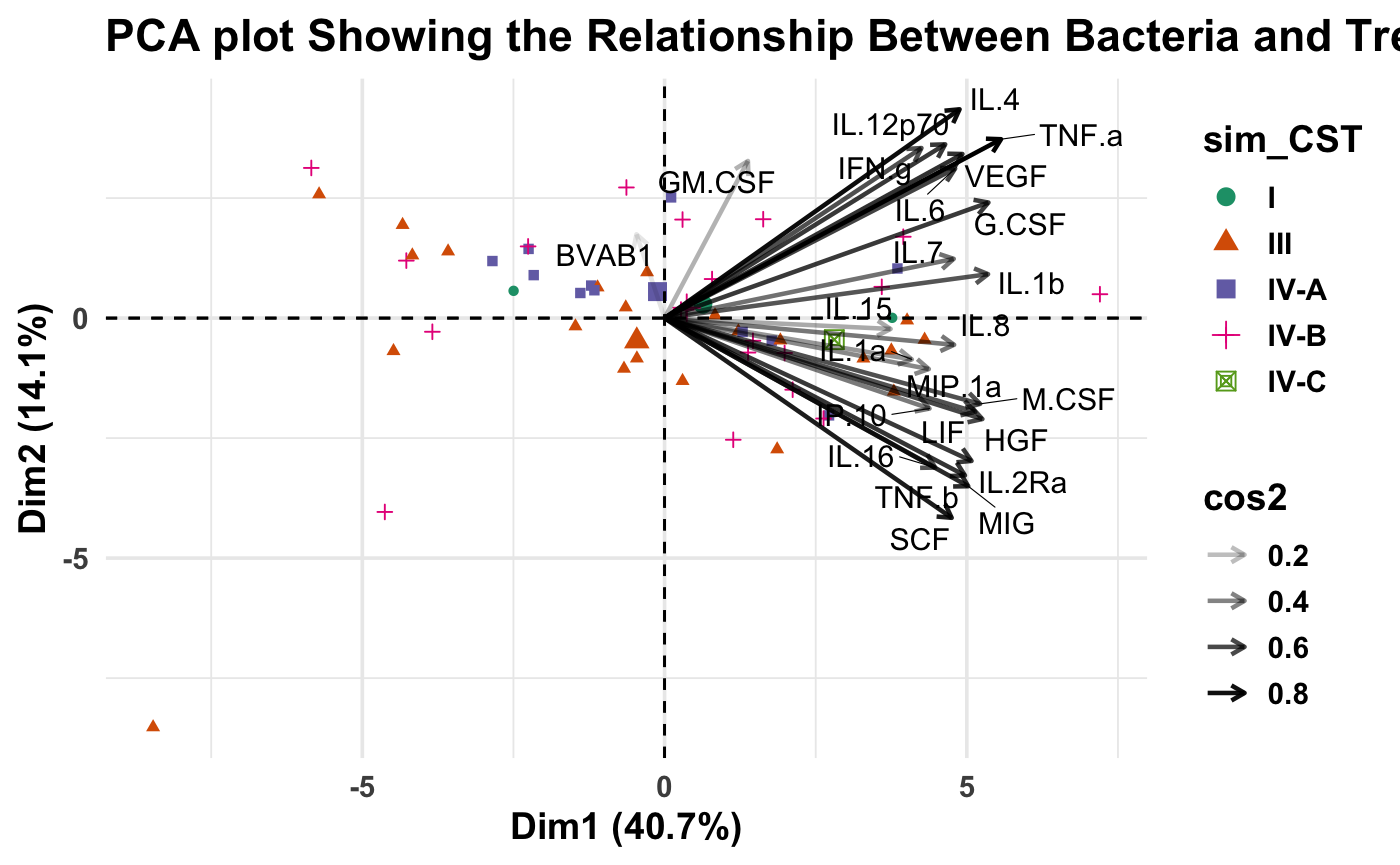 PCA plot Showing the Relationship Between Bacteria and Tre
IL.4
IL.12p70
TNF.a
IFN.g
VEGF
GM.CSF
IL.6
G.CSF
BVAB1
IL.7
IL.1b
IL.15
IL.8
IL.1a
MIP.1a
M.CSF
IP.10
LIF
HGF
IL.16
IL.2Ra
TNF.b
MIG
SCF
0
-5
-5
0
5
Dim1 (40.7%)
Dim2 (14.1%)
sim_CST
I
III
IV-A
IV-B
IV-C
cos2
0.2
0.4
0.6
0.8